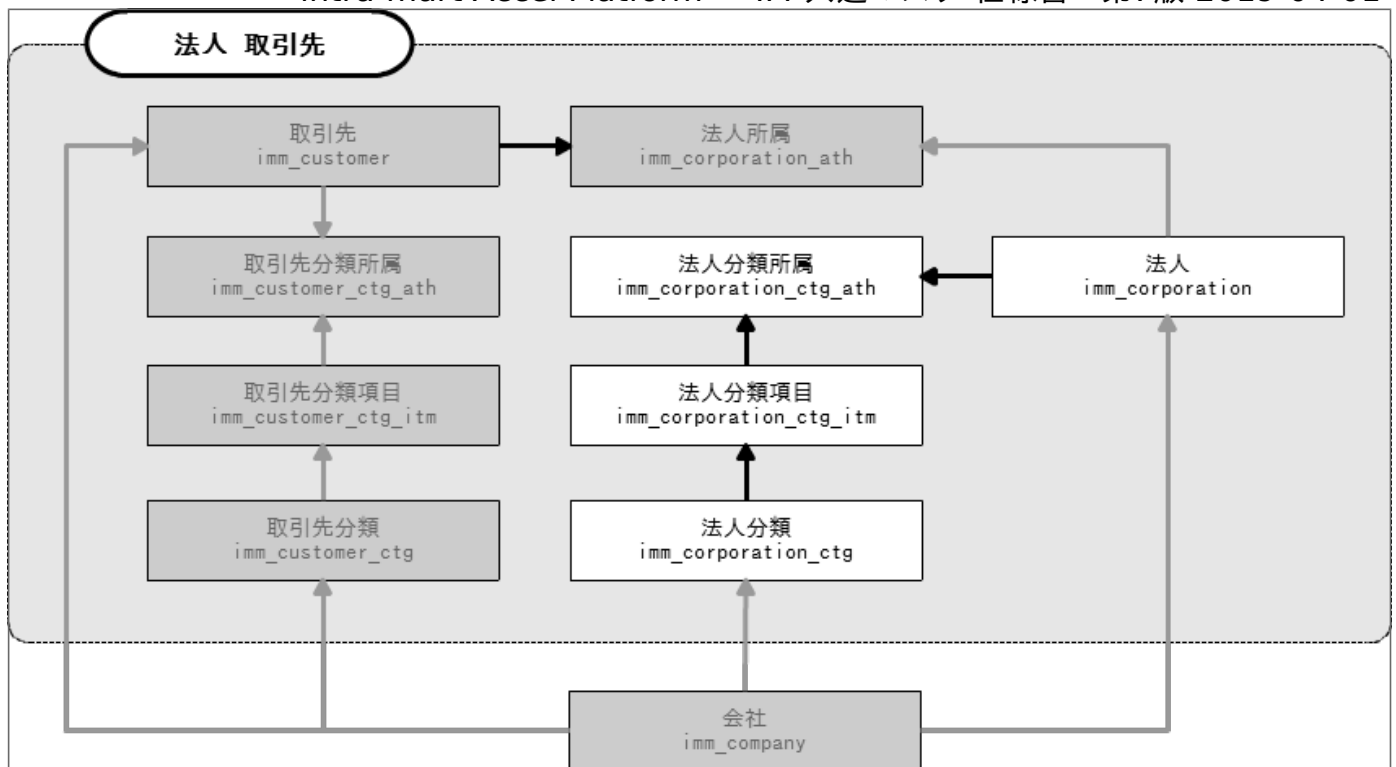 法人 取引先
取引先
imm_customer
法人所属
imm_corporation_ath
取引先分類所属
imm_customer_ctg_ath
法人分類所属
imm_corporation_ctg_ath
法人
imm_corporation
取引先分類項目
imm_customer_ctg_itm
法人分類項目
imm_corporation_ctg_itm
取引先分類
imm_customer_ctg
法人分類
imm_corporation_ctg
会社
imm_company